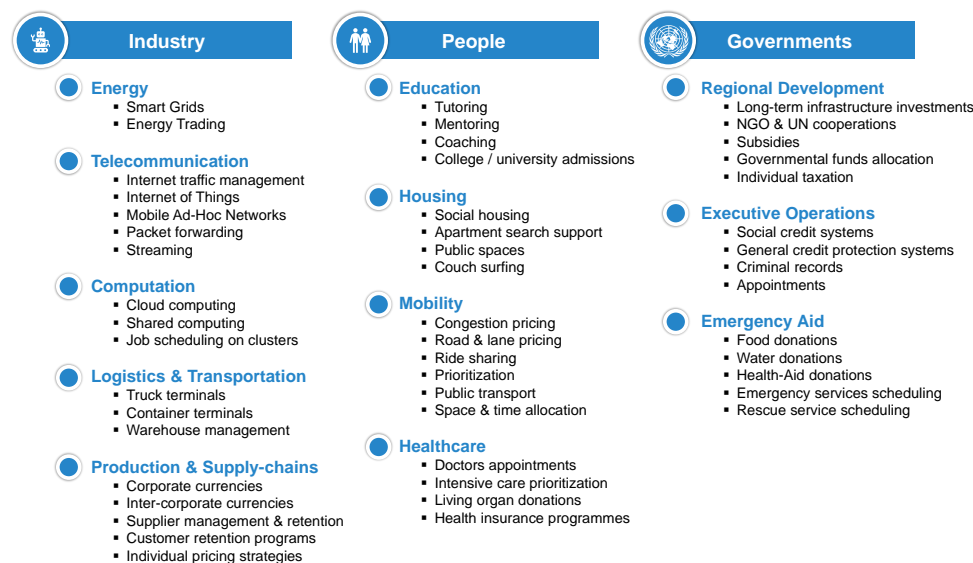 Industry
Energy
▪ Smart Grids
▪ Energy Trading
Telecommunication
▪ Internet traffic management
▪ Internet of Things
▪ Mobile Ad-Hoc Networks
▪ Packet forwarding
▪ Streaming
Computation
▪ Cloud computing
▪ Shared computing
▪ Job scheduling on clusters
Logistics & Transportation
▪ Truck terminals
▪ Container terminals
▪ Warehouse management
Production & Supply-chains
▪ Corporate currencies
▪ Inter-corporate currencies
▪ Supplier management & retention
▪ Customer retention programs
▪ Individual pricing strategies
People
Education
▪ Tutoring
▪ Mentoring
▪ Coaching
▪ College / university admissions
Housing
▪ Social housing
▪ Apartment search support
▪ Public spaces
▪ Couch surfing
Mobility
▪ Congestion pricing
▪ Road & lane pricing
▪ Ride sharing
▪ Prioritization
▪ Public transport
▪ Space & time allocation
Healthcare
▪ Doctors appointments
▪ Intensive care prioritization
▪ Living organ donations
▪ Health insurance programmes
Governments
Regional Development
▪ Long-term infrastructure investments
▪ NGO & UN cooperations
▪ Subsidies
▪ Governmental funds allocation
▪ Individual taxation
Executive Operations
▪ Social credit systems
▪ General credit protection systems
▪ Criminal records
▪ Appointments
Emergency Aid
▪ Food donations
▪ Water donations
▪ Health-Aid donations
▪ Emergency services scheduling
▪ Rescue service scheduling